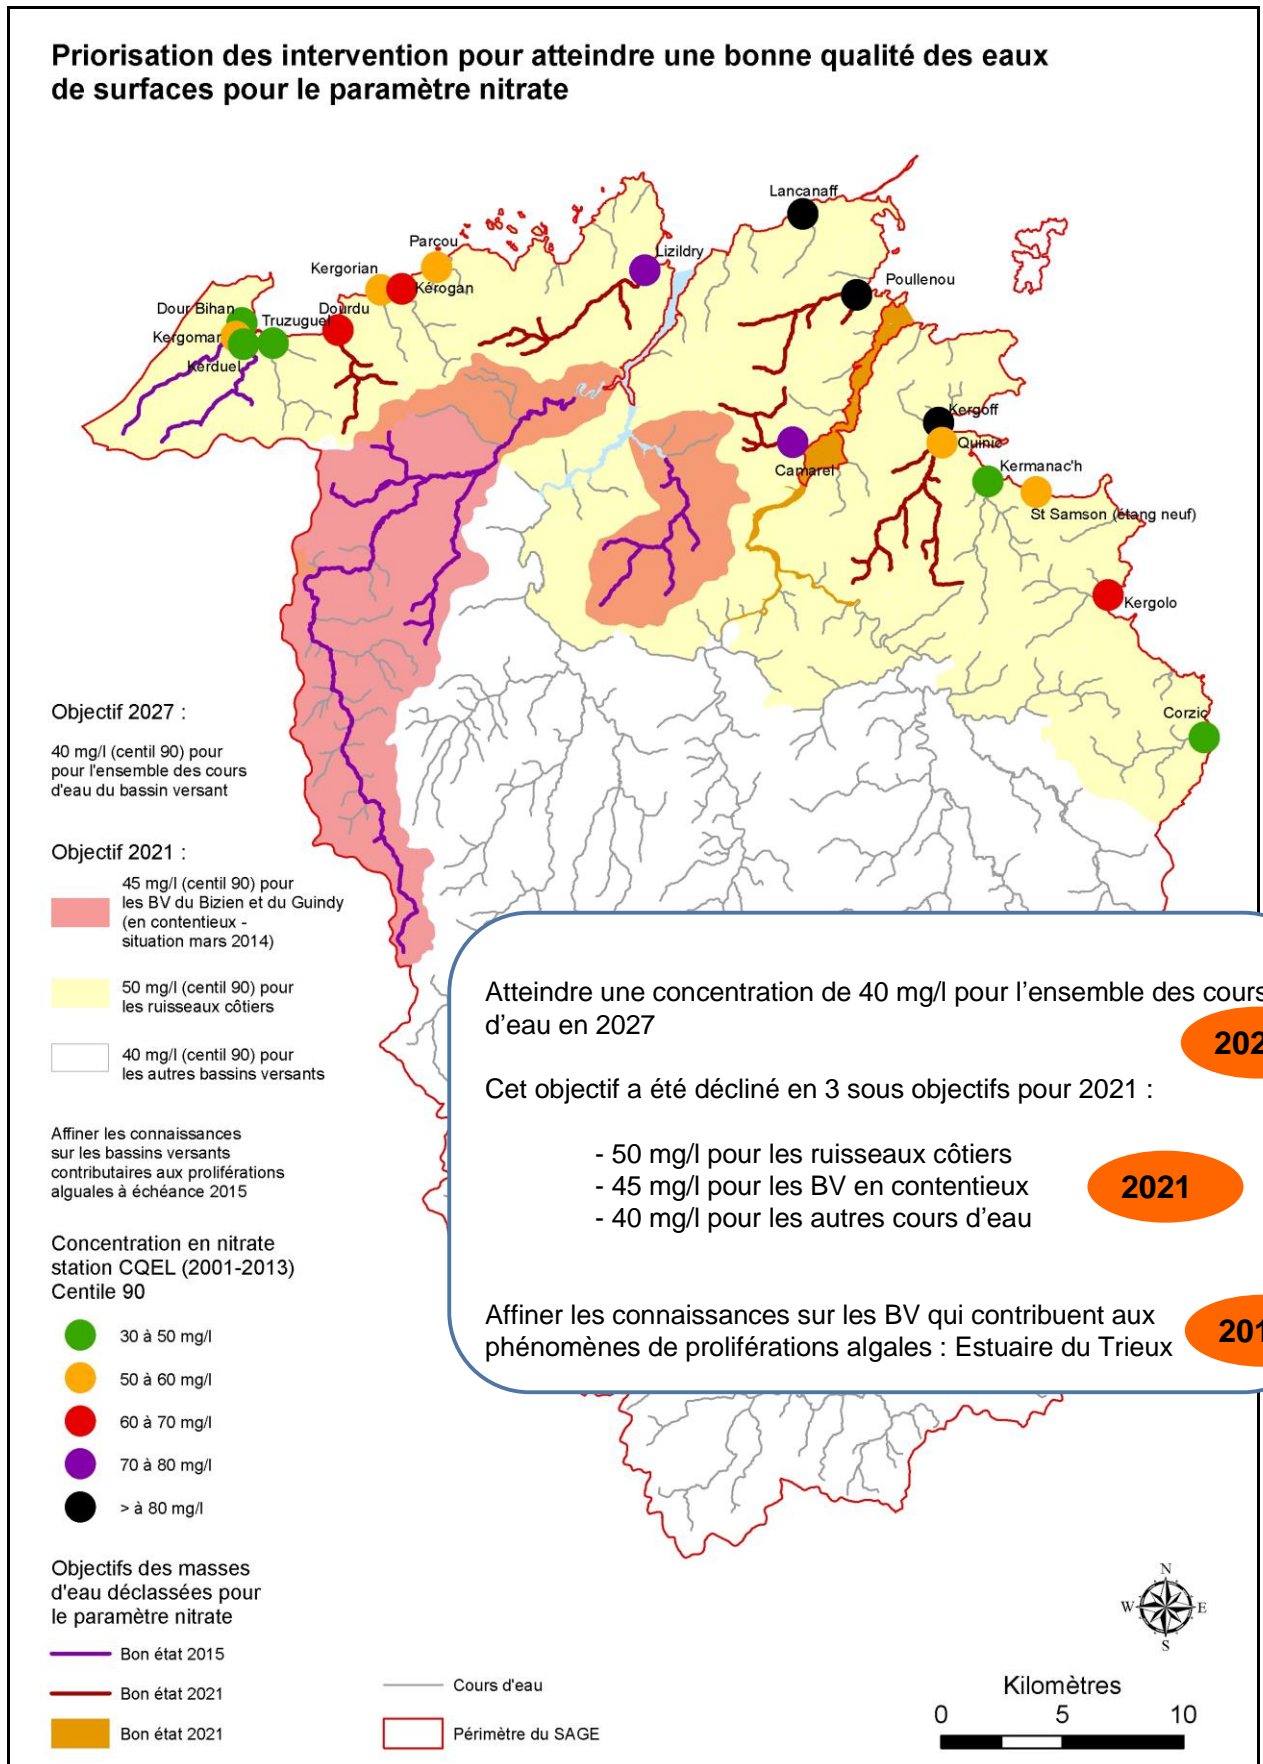 Priorisation des intervention pour atteindre une bonne qualité des eaux
de surfaces pour le paramètre nitrate
Lancanaff
Parçou
Lizildry
Kergorian
Kérogan
Poullenou
Dour Bihan
Truzuguel
Dourdu
Kergomar
Kerduel
Kergoff
Quinic
Camarel
Kermanac'h
St Samson (étang neuf)
Kergolo
Corzic
Objectif 2027 :
40 mg/l (centil 90) pour
pour l'ensemble des cours
d'eau du bassin versant
Objectif 2021 :
45 mg/l (centil 90) pour
les BV du Bizien et du Guindy
(en contentieux -
situation mars 2014)
50 mg/l (centil 90) pour
les ruisseaux côtiers
40 mg/l (centil 90) pour
les autres bassins versants
Affiner les connaissances
sur les bassins versants
contributaires aux proliférations
alguales à échéance 2015
Concentration en nitrate
station CQEL (2001-2013)
Centile 90
30 à 50 mg/l
50 à 60 mg/l
60 à 70 mg/l
70 à 80 mg/l
> à 80 mg/l
Objectifs des masses
d'eau déclassées pour
le paramètre nitrate
Bon état 2015
Bon état 2021
Bon état 2021
Cours d'eau
Périmètre du SAGE
Atteindre une concentration de 40 mg/l pour l'ensemble des cours
d'eau en 2027
Cet objectif a été décliné en 3 sous objectifs pour 2021 :
- 50 mg/l pour les ruisseaux côtiers
- 45 mg/l pour les BV en contentieux
- 40 mg/l pour les autres cours d'eau
2021
Affiner les connaissances sur les BV qui contribuent aux
phénomènes de proliférations algales : Estuaire du Trieux
N
W
E
S
Kilomètres
0 5 10